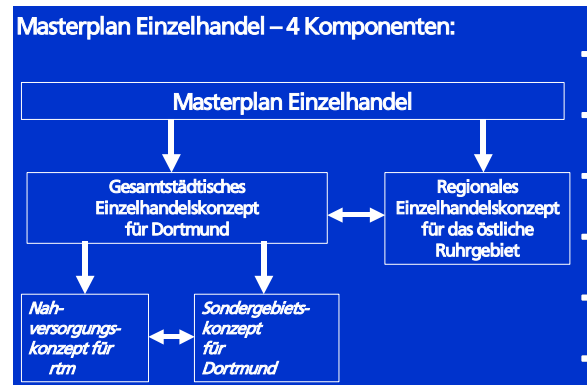 Masterplan Einzelhandel – 4 Komponenten:
Masterplan Einzelhandel
Gesamtstädtisches
Einzelhandelskonzept
für Dortmund
Regionales
Einzelhandelskonzept
für das östliche
Ruhrgebiet
Nah-
versorgungs-
konzept für
rtm
Sondergebiets-
konzept
für
Dortmund